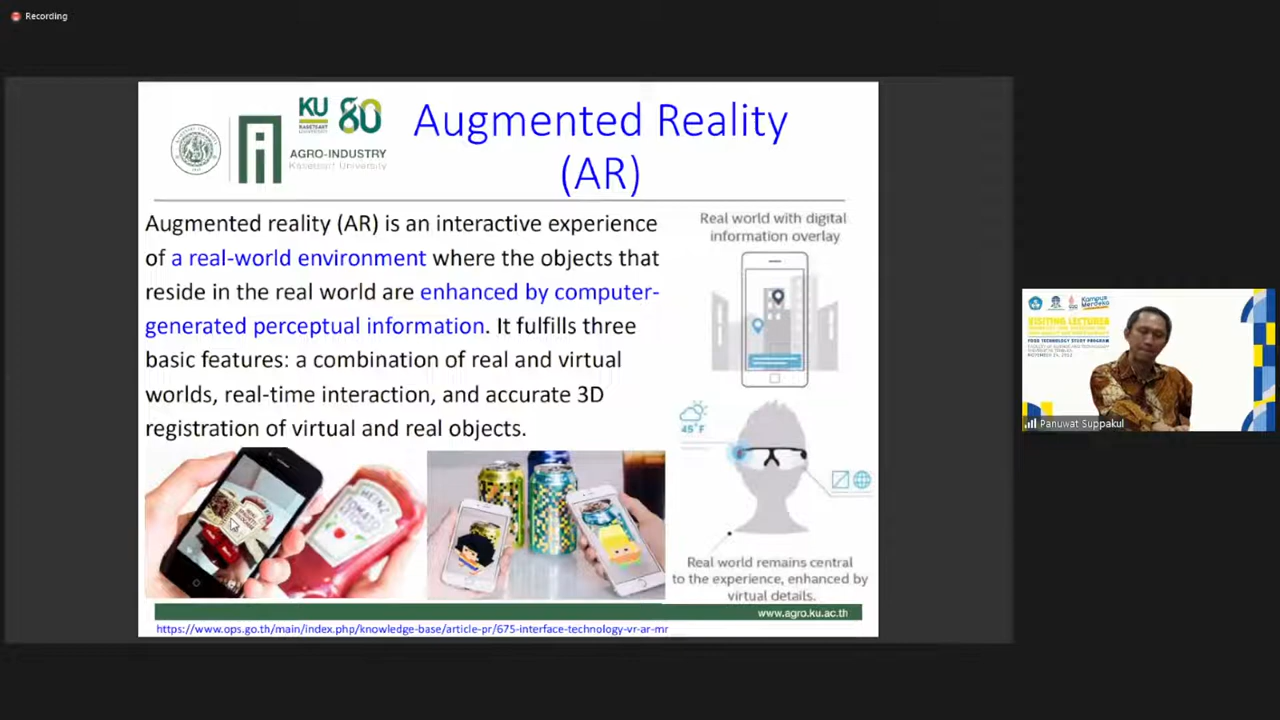 Recording
KU
80
KASETSART
AGRO-INDUSTRY
Kasetsart University
Augmented Reality
(AR)
Augmented reality (AR) is an interactive experience
of a real-world environment where the objects that
reside in the real world are enhanced by computer-
generated perceptual information. It fulfills three
basic features: a combination of real and virtual
worlds, real-time interaction, and accurate 3D
registration of virtual and real objects.
Real world with digital
information overlay
45°F
Real world remains central
to the experience, enhanced by
virtual details.
HEINZ
TOMATO
www.agro.ku.ac.th
https://www.ops.go.th/main/index.php/knowledge-base/article-pr/675-interface-technology-vr-ar-mr
Kampus
Merdeka
VISITING LECTURER
FOOD TECHNOLOGY STUDY PROGRAM
Panuwat Suppakul